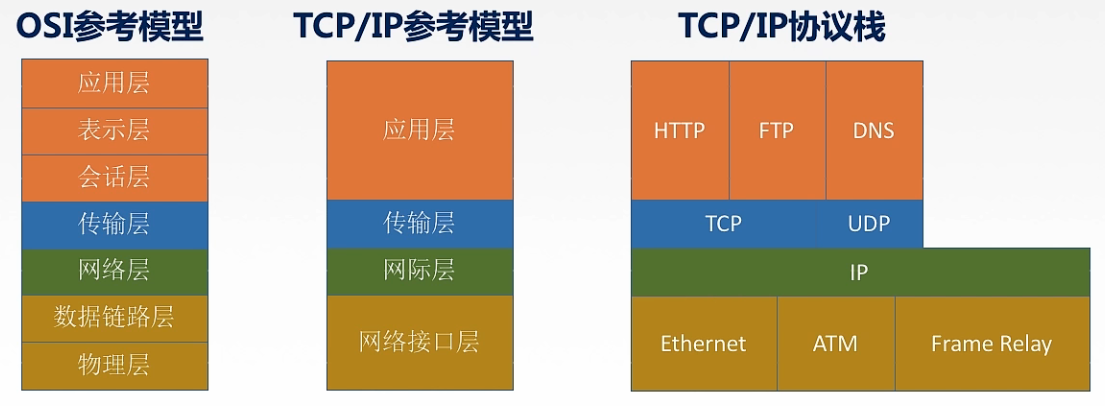 OSI参考模型
TCP/IP参考模型
TCP/IP协议栈
应用层
表示层
会话层
传输层
网络层
数据链路层
物理层
应用层
传输层
网际层
网络接口层
HTTP
FTP
DNS
TCP
UDP
IP
Ethernet
ATM
Frame Relay